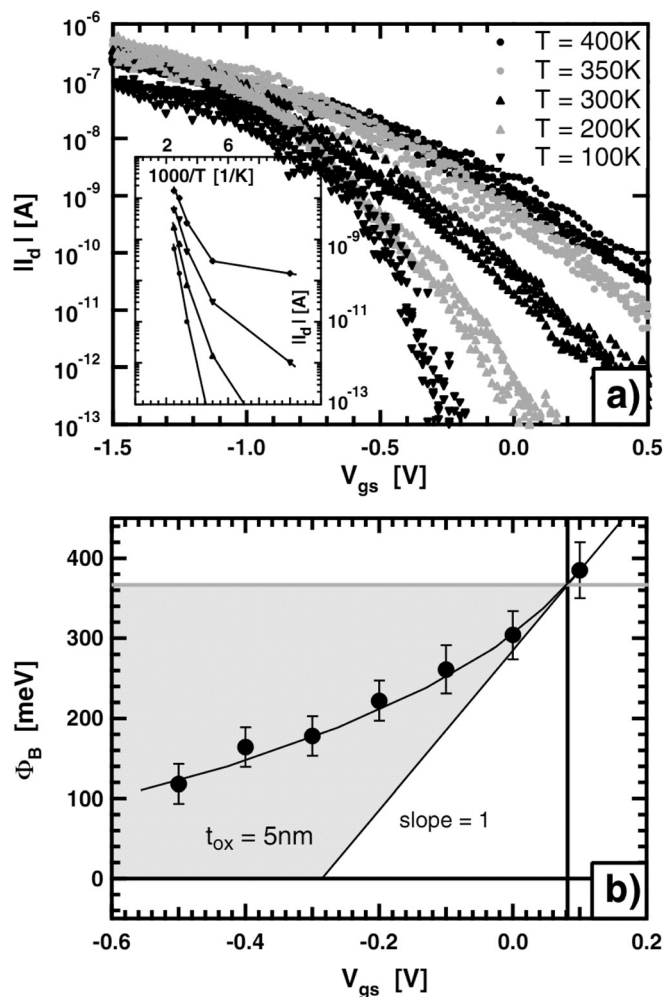 10⁻⁶
10⁻⁷
10⁻⁸
10⁻⁹
10⁻¹⁰
10⁻¹¹
10⁻¹²
10⁻¹³
|I_d| [A]
T = 400K
T = 350K
T = 300K
T = 200K
T = 100K
2 6
1000/T [1/K]
10⁻⁹
10⁻¹¹
10⁻¹³
|I_d| [A]
a)
-1.5 -1.0 -0.5 0.0 0.5
V_gs [V]
400
300
200
100
0
Φ_B [meV]
t_ox = 5nm
slope = 1
b)
-0.6 -0.4 -0.2 0.0 0.2
V_gs [V]